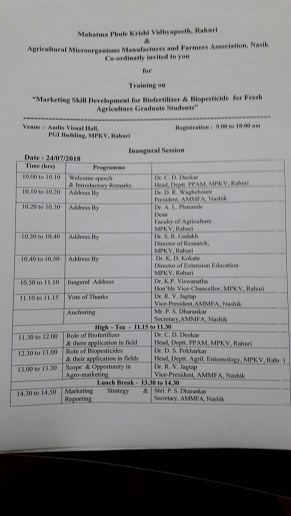 Mahatma Phule Krishi Vidhyapeeth, Rahuri
&
Agricultural Microorganisms Manufactures and Farmers Association, Nasik
Co-ordinatly invited to you
for
Training on
"Marketing Skill Development for Biofertilizer & Biopesticide for Fresh
Agriculture Graduate Students"
Venue :- Audio Visual Hall,
PGI Building, MPKV, Rahuri
Registration : 9.00 to 10.00 am
Inaugural Session
Date : 24/07/2018
Time (hrs) Programme
10.00 to 10.10 Welcome speech & Introductory Remarks Dr. C. D. Deokar
Head, Deptt. PPAM, MPKV, Rahuri
10.10 to 10.20 Address By Dr. D. R. Waghchoure
President, AMMFA, Nashik
10.20 to 10.30 Address By Dr. A. L. Pharande
Dean
Faculty of Agriculture
MPKV, Rahuri
10.30 to 10.40 Address By Dr. S. R. Gadakh
Director of Research,
MPKV, Rahuri
10.40 to 10.50 Address By Dr. K. D. Kokate
Director of Extension Education
MPKV, Rahuri
10.50 to 11.10 Inagural Address Dr. K.P. Viswanatha
Hon'ble Vice-Chancellor, MPKV, Rahuri
11.10 to 11.15 Vote of Thanks Dr. R. V. Jagtap
Vice-President,AMMFA, Nashik
Anchoring Mr. P. S. Dharankar
Secretary,AMMFA, Nashik
High – Tea - 11.15 to 11.30
11.30 to 12.00 Role of Biofertilizer & there application in field Dr. C. D. Deokar
Head, Deptt. PPAM, MPKV, Rahuri
12.30 to 13.00 Role of Biopesticides & their application in fields Dr. D. S. Pokharkar
Head, Deptt. Agril. Entomology, MPKV, Rahuri
13.00 to 13.30 Scope & Opportunity in Agro-marketing Dr. R. V. Jagtap
Vice-President, AMMFA, Nashik
Lunch Break - 13.30 to 14.30
14.30 to 14.50 Marketing Strategy & Reporting Shri. P. S. Dharankar
Secretary, AMMFA, Nashik